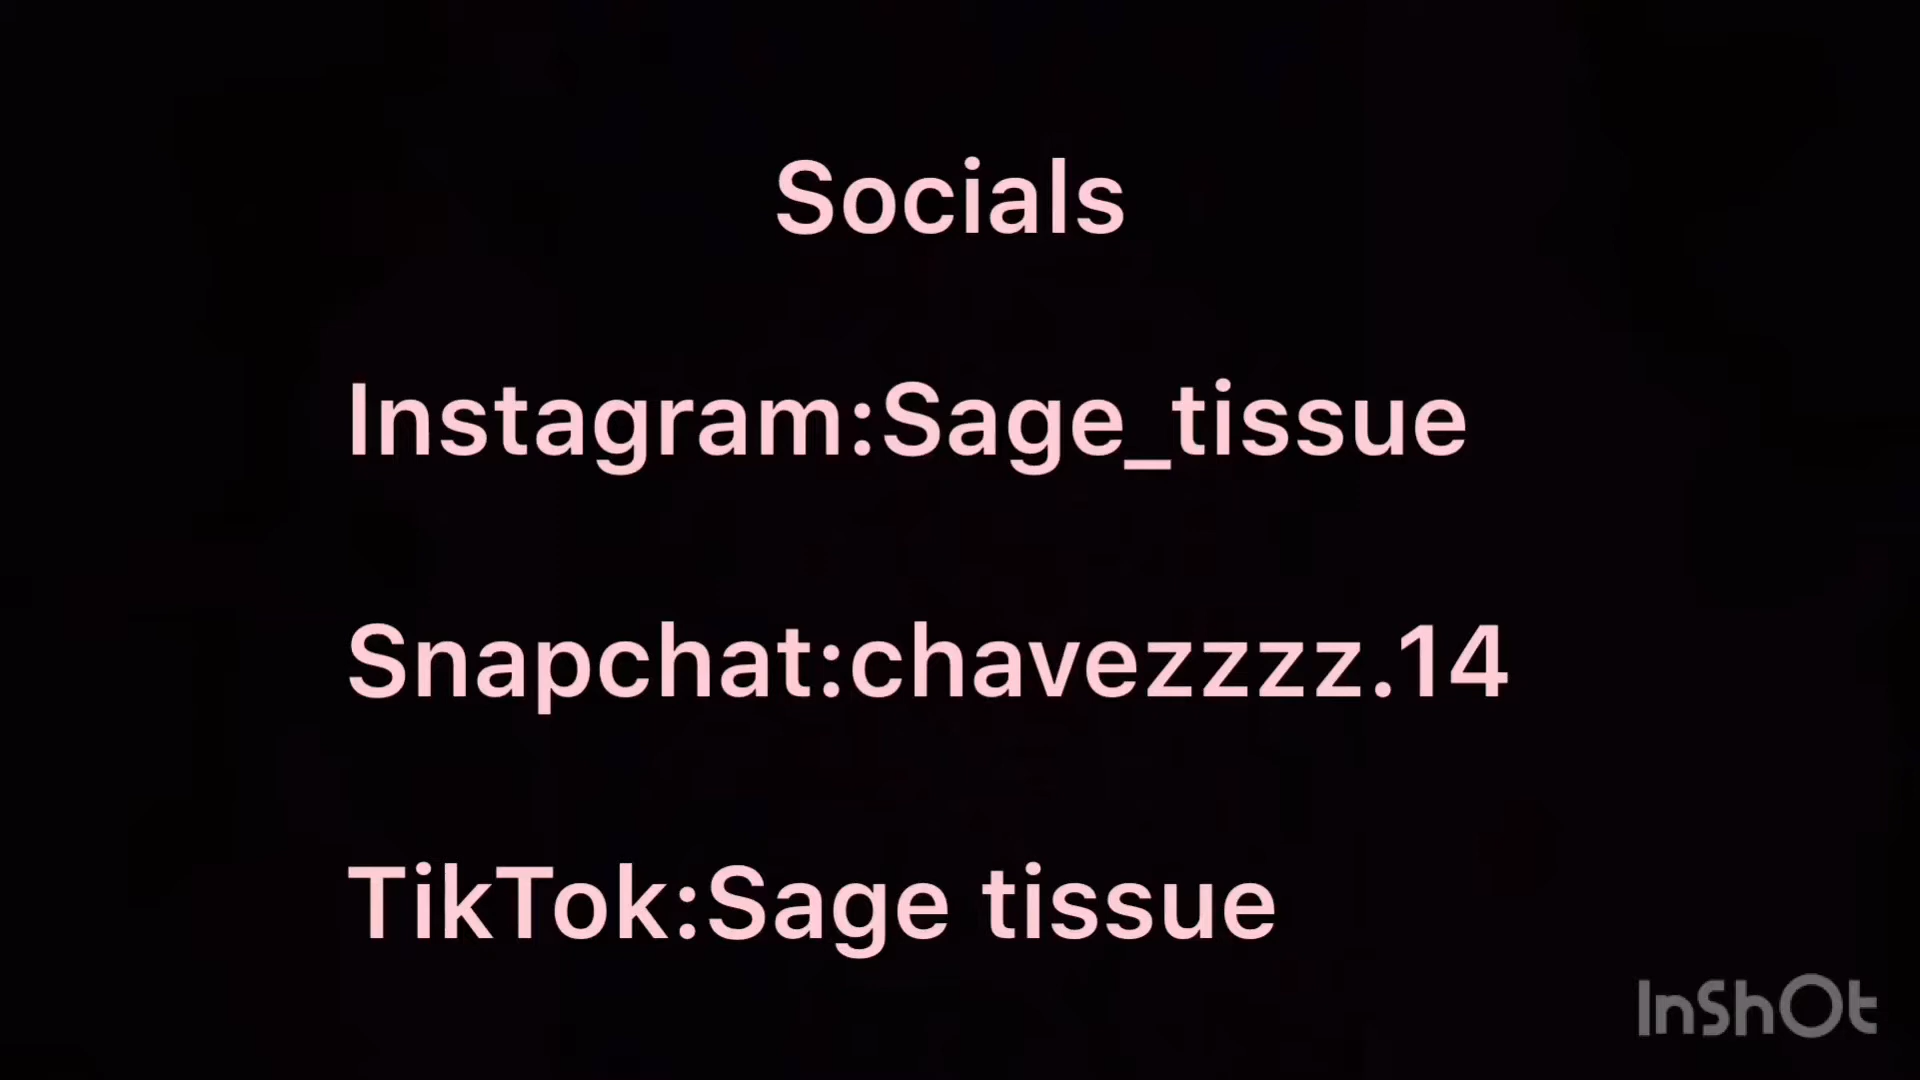 Socials
Instagram:Sage_tissue
Snapchat:chavezzzz.14
TikTok:Sage tissue
InShOt